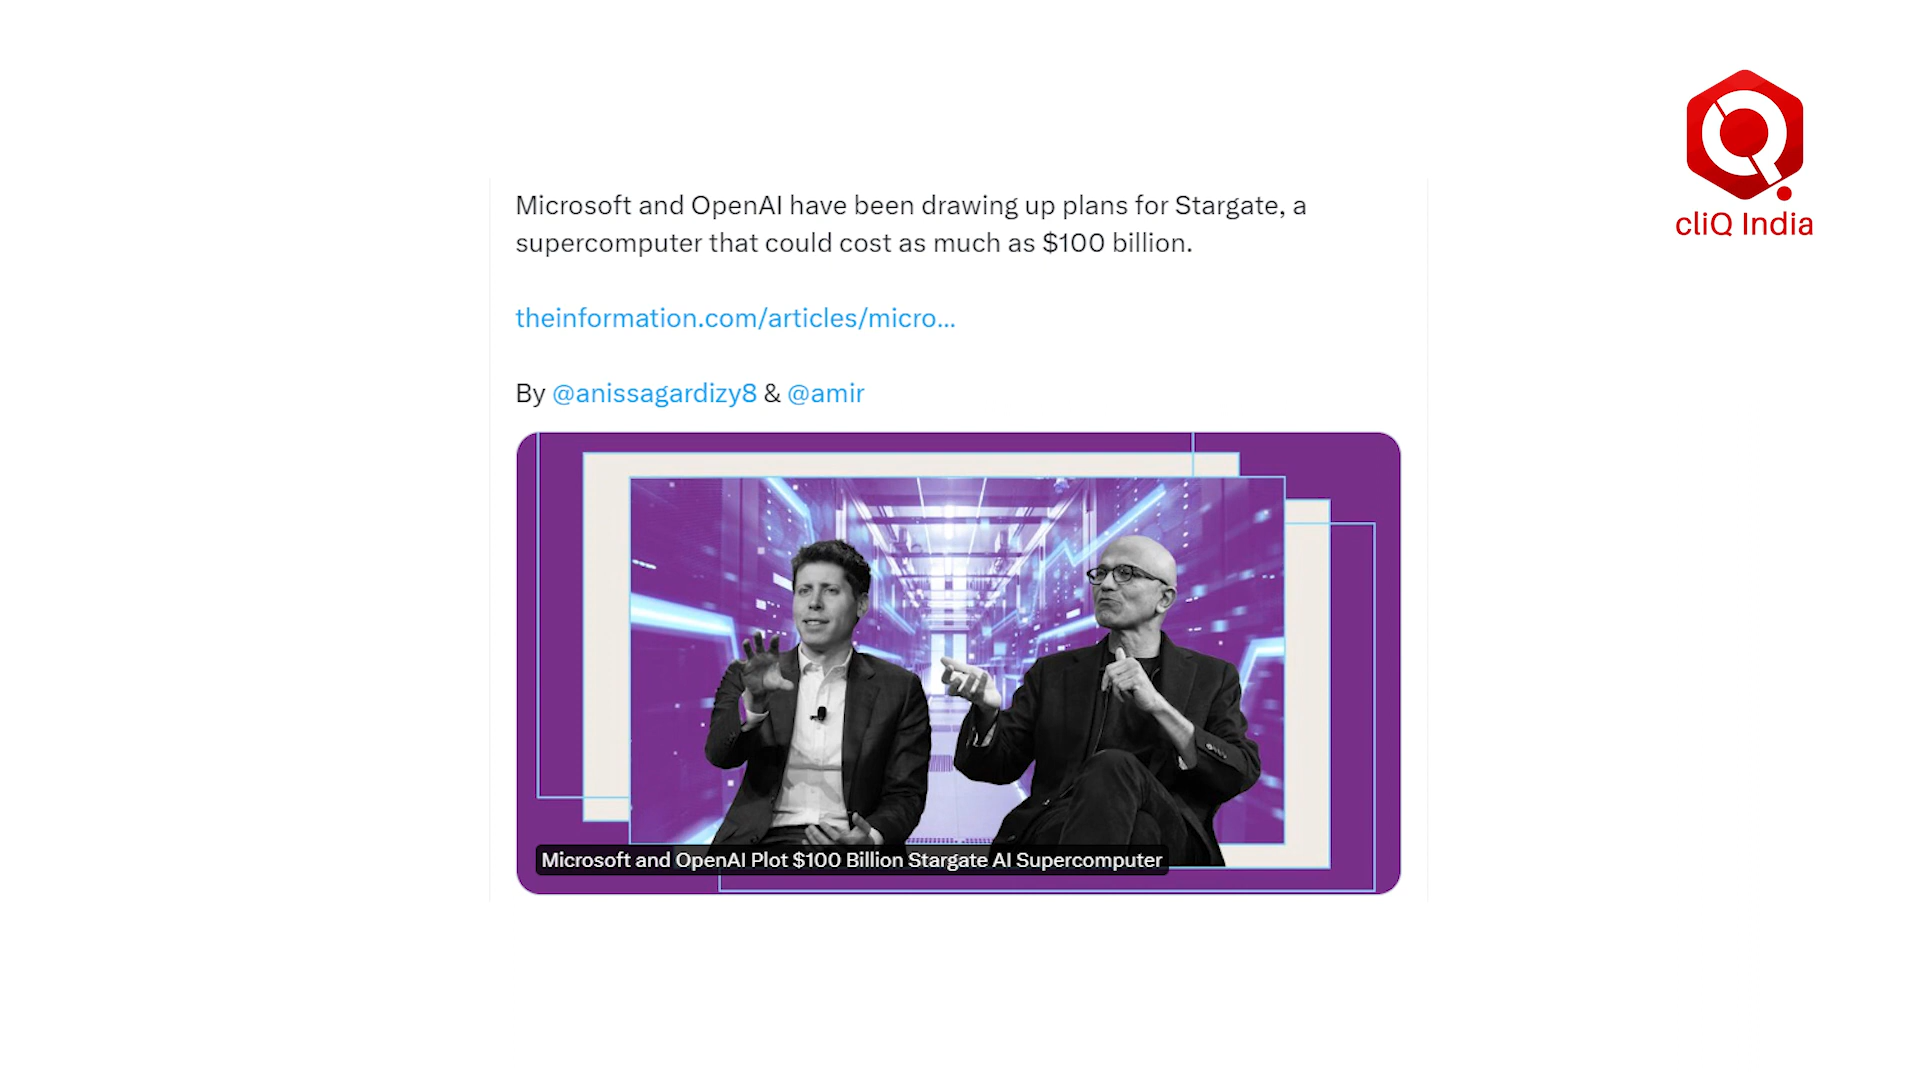 Microsoft and OpenAI have been drawing up plans for Stargate, a
supercomputer that could cost as much as $100 billion.
theinformation.com/articles/micro...
By @anissagardizy8 & @amir
Microsoft and OpenAI Plot $100 Billion Stargate AI Supercomputer
cliQ India